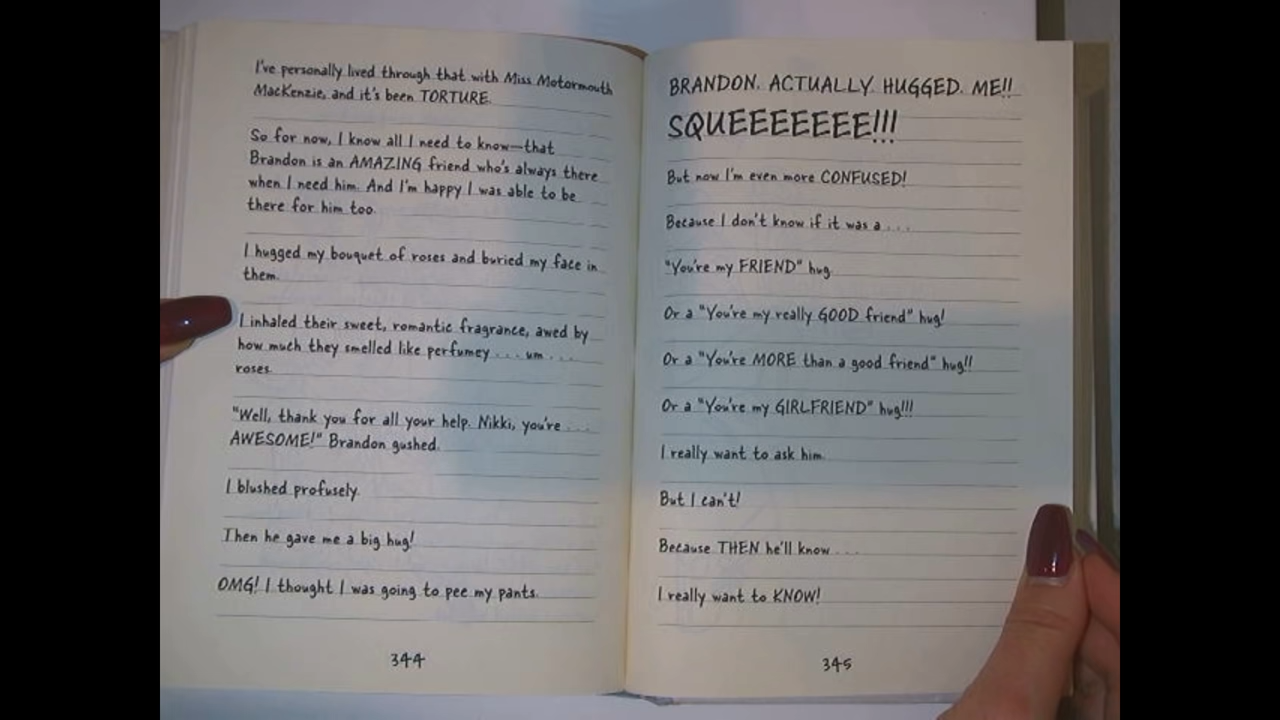 I've personally lived through that with Miss Motormouth
MacKenzie, and it's been TORTURE.
So for now, I know all I need to know—that
Brandon is an AMAZING friend who's always there
when I need him. And I'm happy I was able to be
there for him too.
I hugged my bouquet of roses and buried my face in
them.
I inhaled their sweet, romantic fragrance, awed by
how much they smelled like perfumey . . . um . . .
roses.
"Well, thank you for all your help. Nikki, you're . . .
AWESOME!" Brandon gushed.
I blushed profusely.
Then he gave me a big hug!
OMG! I thought I was going to pee my pants.
344
BRANDON. ACTUALLY. HUGGED. ME!!
SQUEEEEEEEE!!!
But now I'm even more CONFUSED!
Because I don't know if it was a . . .
"You're my FRIEND" hug.
Or a "You're my really GOOD friend" hug!
Or a "You're MORE than a good friend" hug!!
Or a "You're my GIRLFRIEND" hug!!!
I really want to ask him.
But I can't!
Because THEN he'll know . . .
I really want to KNOW!
345